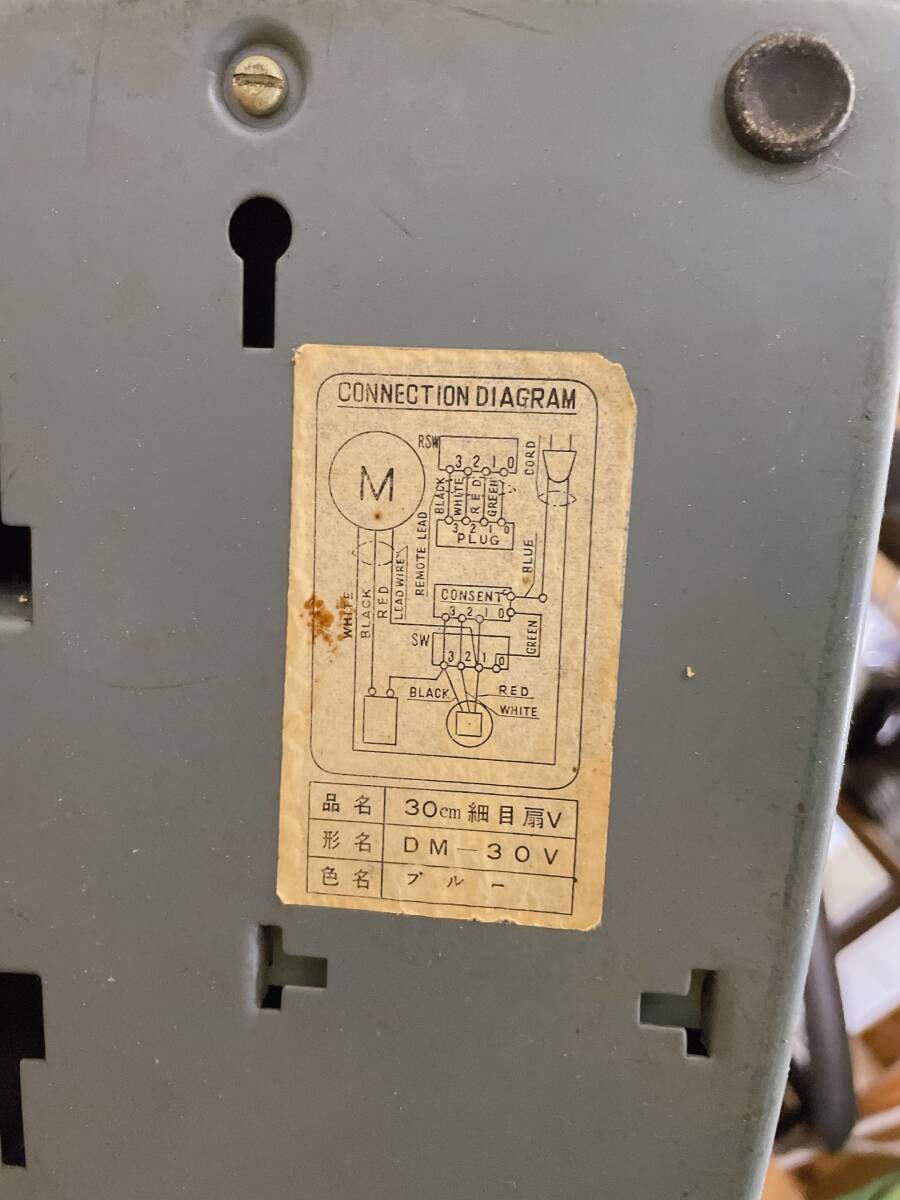 CONNECTION DIAGRAM
M
RSW
3 2 1 0
CORD
BLACK
WHITE
RED
GREEN
3 2 1 0
PLUG
REMOTE LEAD
BLUE
WHITE
BLACK
RED
LEAD WIRE
CONSENT
3 2 1 0
GREEN
SW
3 2 1 0
BLACK
RED
WHITE
品名 30cm 細目扇V
形名 DM-30V
色名 ブルー